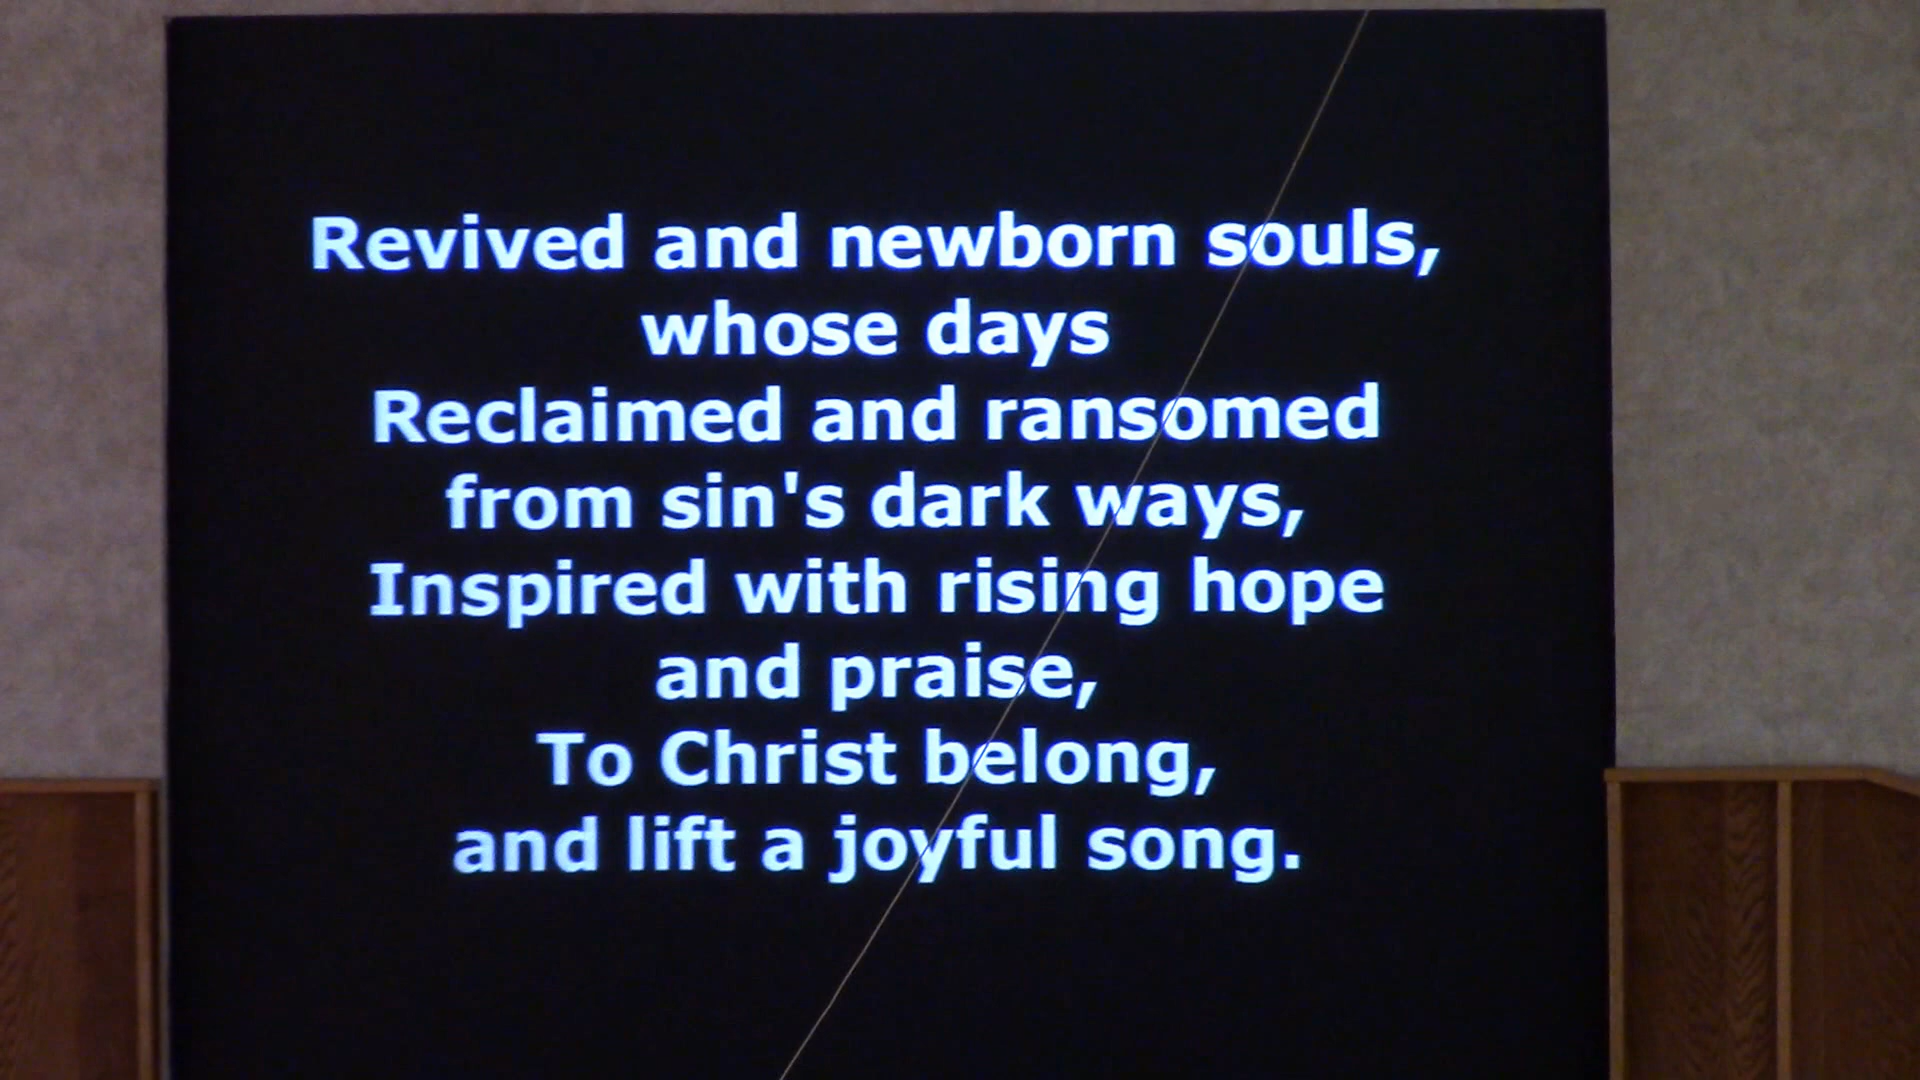 Revived and newborn souls,
whose days
Reclaimed and ransomed
from sin's dark ways,
Inspired with rising hope
and praise,
To Christ belong,
and lift a joyful song.